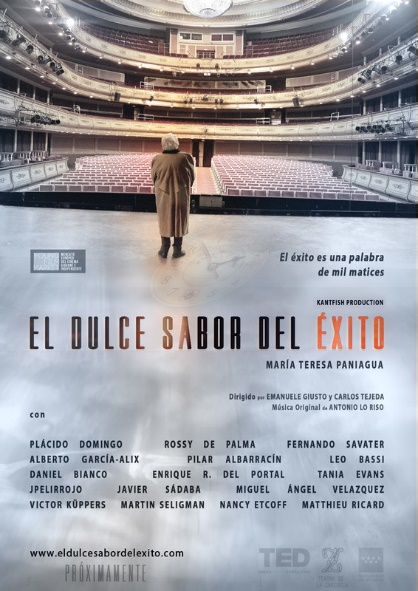 El éxito es una palabra
de mil matices
KANTFISH PRODUCTION
EL DULCE SABOR DEL ÉXITO
MARÍA TERESA PANIAGUA
Dirigido por EMANUELE GIUSTO y CARLOS TEJEDA
Música Original de ANTONIO LO RISO
con
PLÁCIDO DOMINGO ROSSY DE PALMA FERNANDO SAVATER
ALBERTO GARCÍA-ALIX PILAR ALBARRACÍN LEO BASSI
DANIEL BIANCO ENRIQUE R. DEL PORTAL TANIA EVANS
JPELIRROJO JAVIER SÁDABA MIGUEL ÁNGEL VELAZQUEZ
VICTOR KÜPPERS MARTIN SELIGMAN NANCY ETCOFF MATTHIEU RICARD
www.eldulcesabordelexito.com
TED
PRÓXIMAMENTE